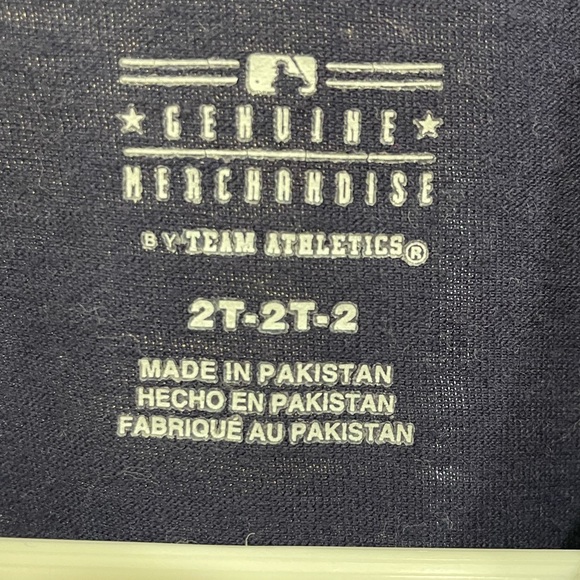 ★ GENUINE ★
MERCHANDISE
BY TEAM ATHLETICS®
2T-2T-2
MADE IN PAKISTAN
HECHO EN PAKISTAN
FABRIQUÉ AU PAKISTAN